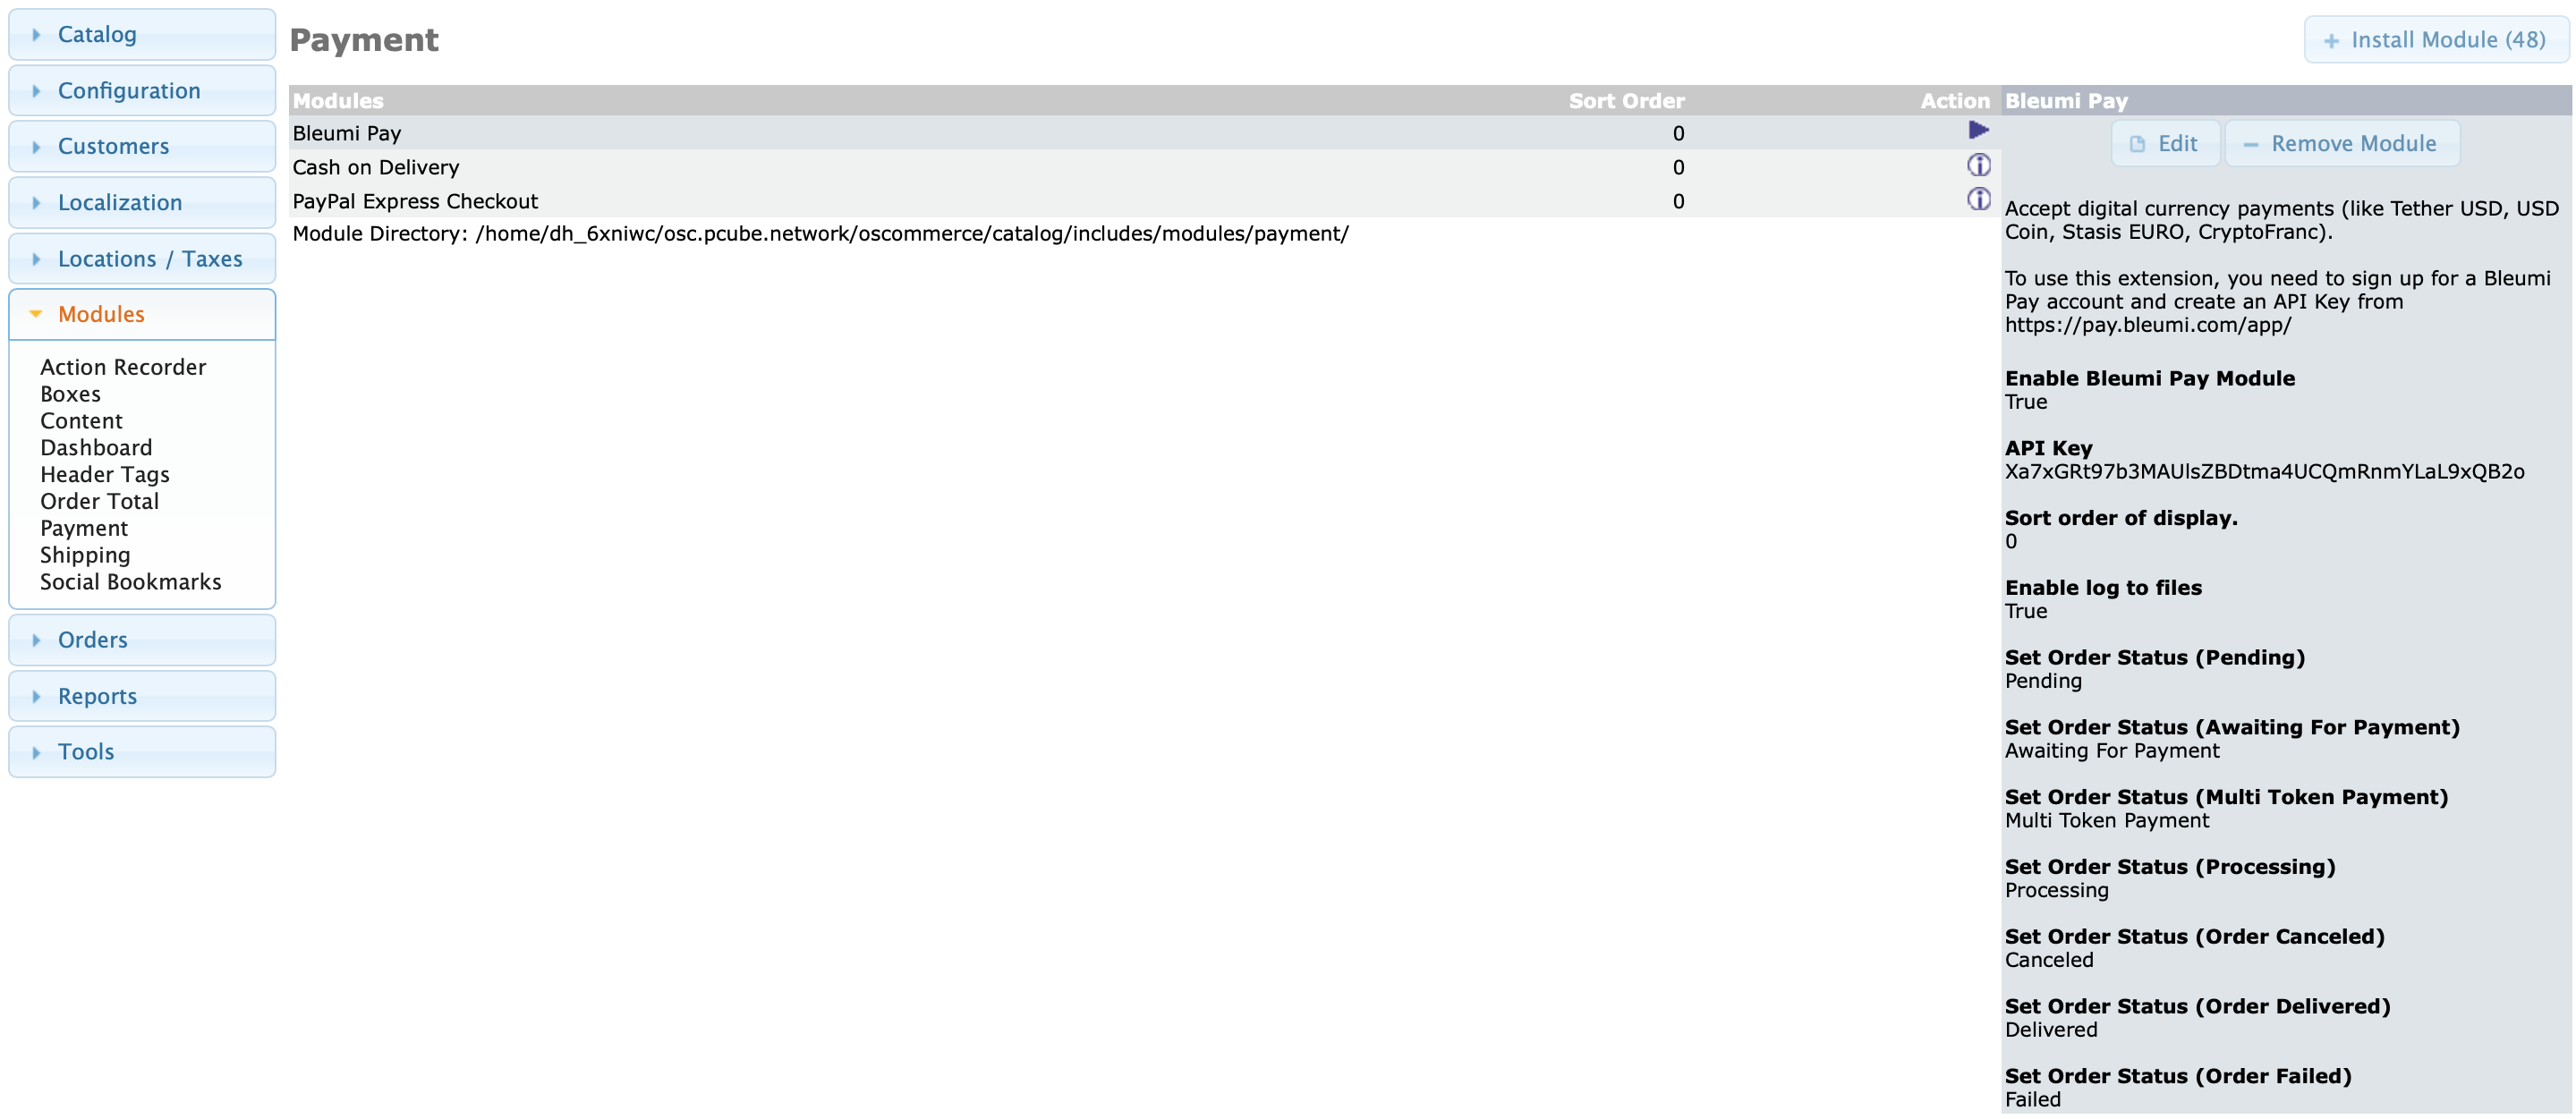 Catalog
Configuration
Customers
Localization
Locations / Taxes
Modules
Action Recorder
Boxes
Content
Dashboard
Header Tags
Order Total
Payment
Shipping
Social Bookmarks
Orders
Reports
Tools
Payment
Install Module (48)
Modules Sort Order Action
Bleumi Pay 0
Cash on Delivery 0
PayPal Express Checkout 0
Module Directory: /home/dh_6xniwc/osc.pcube.network/oscommerce/catalog/includes/modules/payment/
Bleumi Pay
Edit Remove Module
Accept digital currency payments (like Tether USD, USD
Coin, Stasis EURO, CryptoFranc).
To use this extension, you need to sign up for a Bleumi
Pay account and create an API Key from
https://pay.bleumi.com/app/
Enable Bleumi Pay Module
True
API Key
Xa7xGRt97b3MAUlsZBDtma4UCQmRnmYLaL9xQB2o
Sort order of display.
0
Enable log to files
True
Set Order Status (Pending)
Pending
Set Order Status (Awaiting For Payment)
Awaiting For Payment
Set Order Status (Multi Token Payment)
Multi Token Payment
Set Order Status (Processing)
Processing
Set Order Status (Order Canceled)
Canceled
Set Order Status (Order Delivered)
Delivered
Set Order Status (Order Failed)
Failed